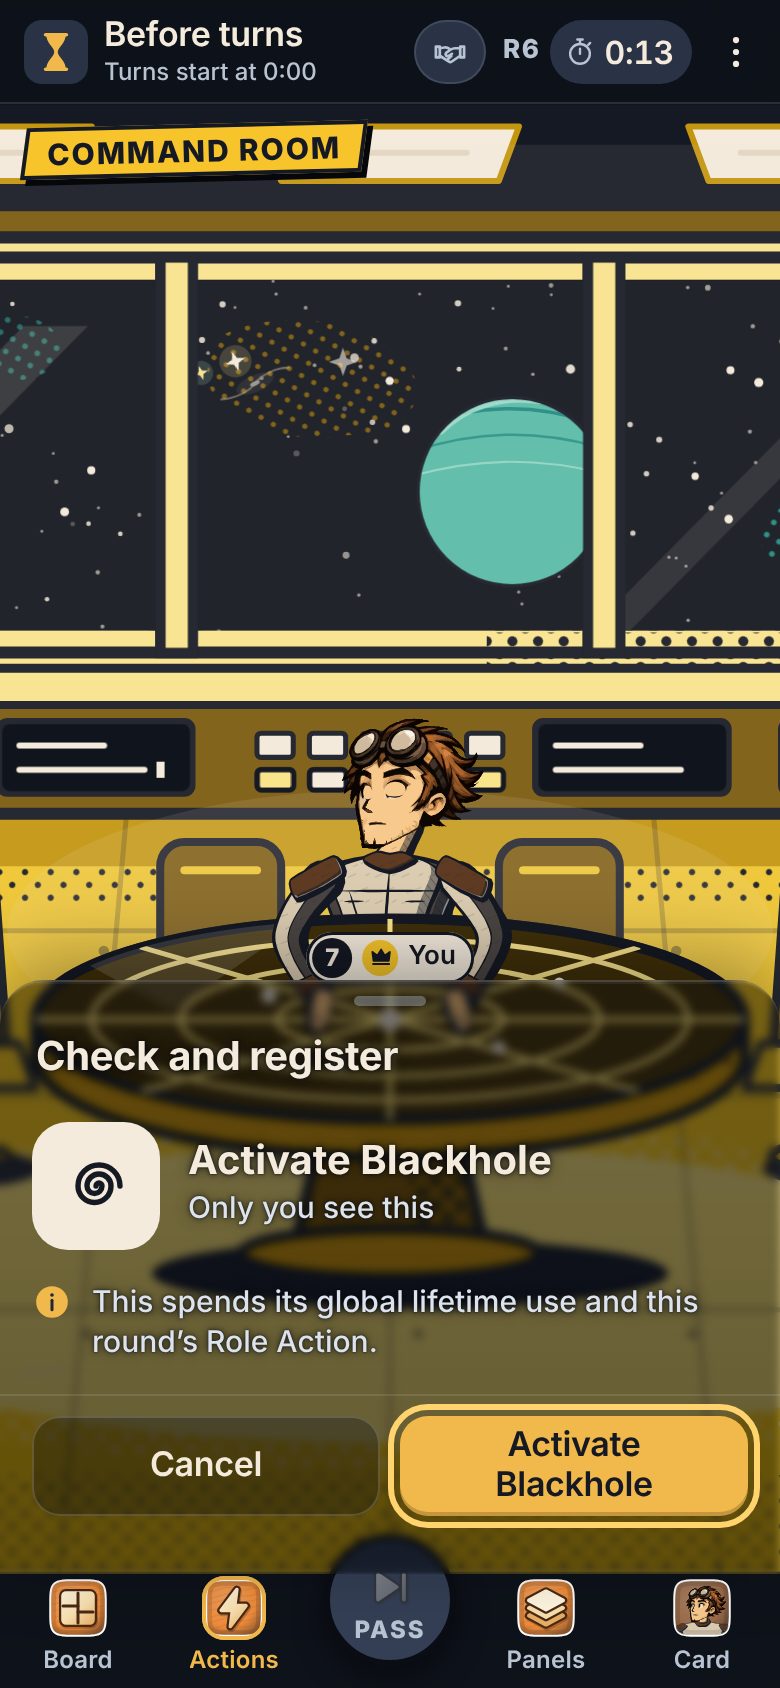 Before turns
Turns start at 0:00
R6
0:13
COMMAND ROOM
7
You
Check and register
Activate Blackhole
Only you see this
This spends its global lifetime use and this
round's Role Action.
Cancel
Activate
Blackhole
PASS
Board
Actions
Panels
Card